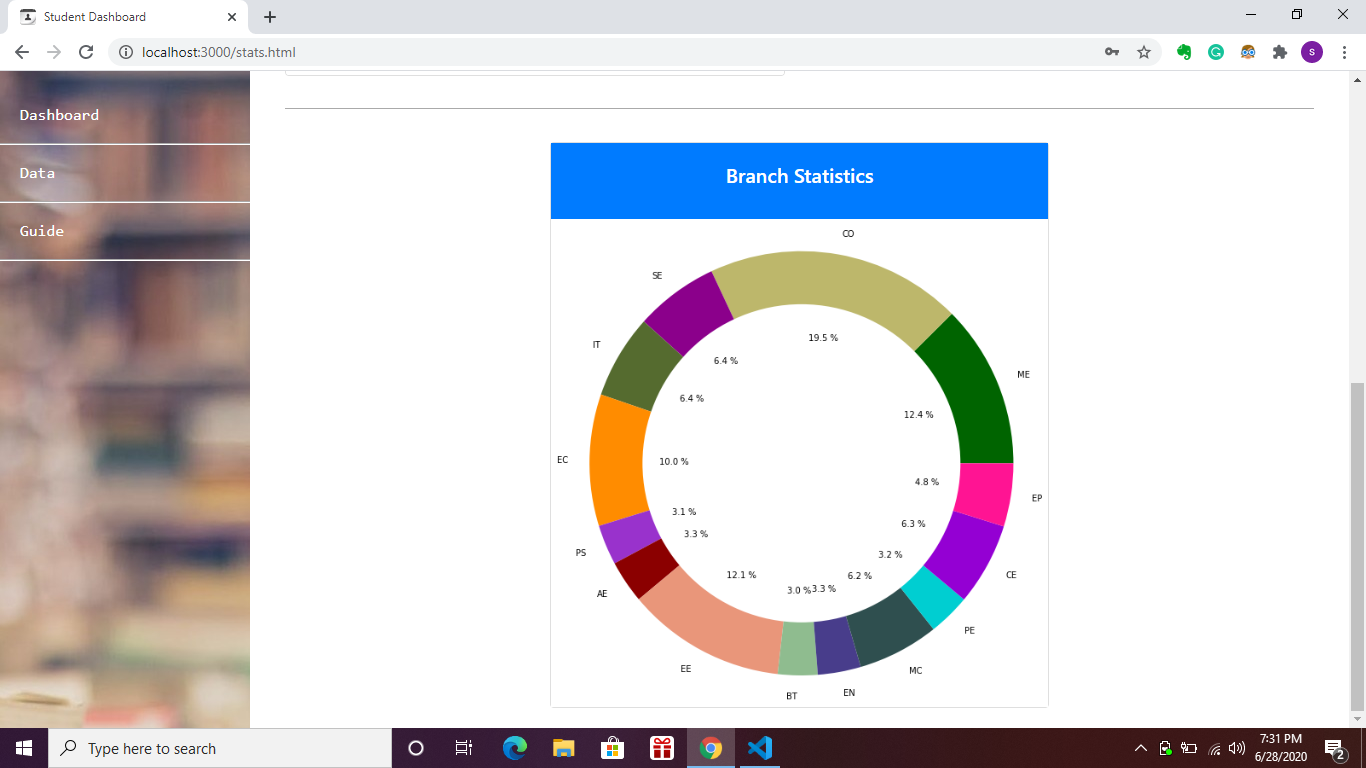 Student Dashboard
localhost:3000/stats.html
S
Dashboard
Data
Guide
Branch Statistics
CO
SE
IT
ME
19.5 %
6.4 %
6.4 %
12.4 %
EC
10.0 %
4.8 %
EP
3.1 %
6.3 %
3.3 %
PS
3.2 %
CE
12.1 %
6.2 %
AE
3.0 %
3.3 %
PE
EE
MC
BT
EN
Type here to search
7:31 PM
6/28/2020
2